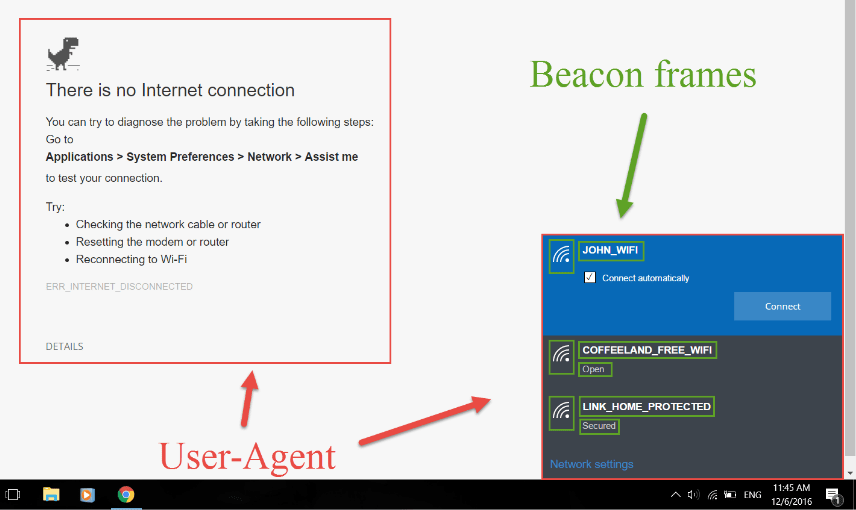 There is no Internet connection
You can try to diagnose the problem by taking the following steps:
Go to
Applications > System Preferences > Network > Assist me
to test your connection.
Try:
Checking the network cable or router
Resetting the modem or router
Reconnecting to Wi-Fi
ERR_INTERNET_DISCONNECTED
DETAILS
User-Agent
Beacon frames
JOHN_WIFI
✓ Connect automatically
Connect
COFFEELAND_FREE_WIFI
Open
LINK_HOME_PROTECTED
Secured
Network settings
ENG
11:45 AM
12/6/2016
1